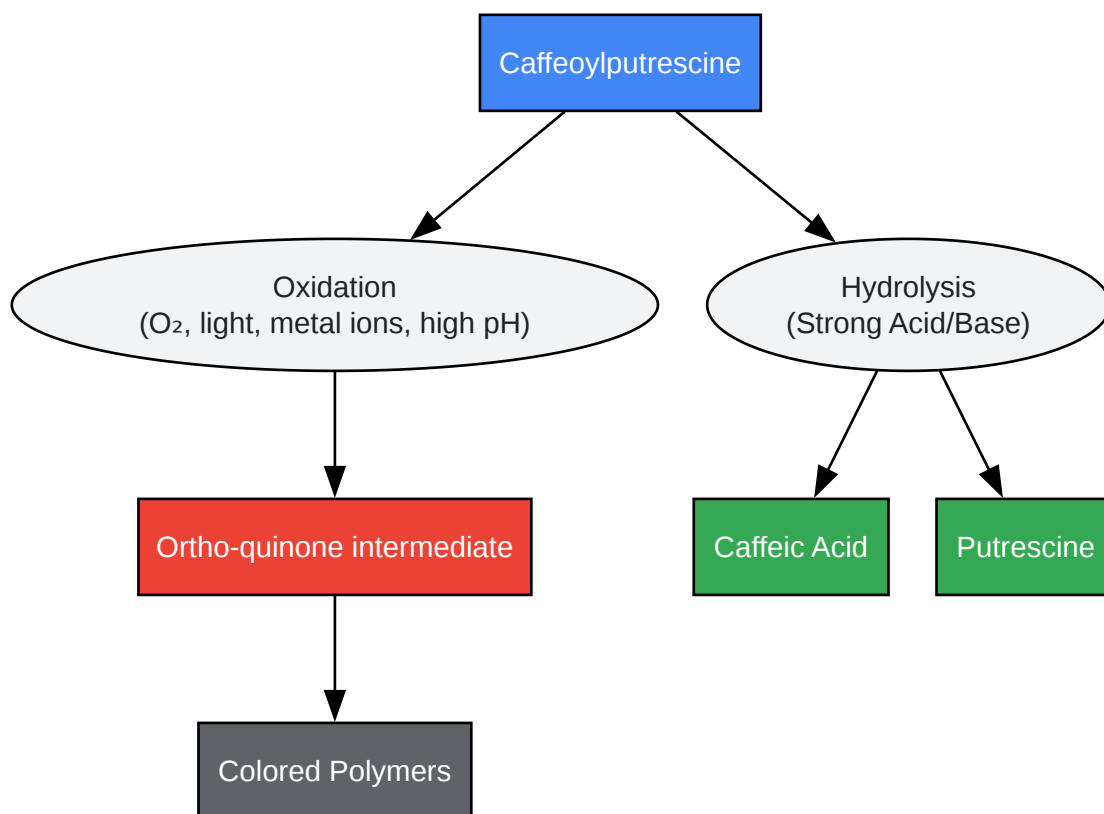 Caffeoylputrescine
Oxidation
(O₂, light, metal ions, high pH)
Hydrolysis
(Strong Acid/Base)
Ortho-quinone intermediate
Caffeic Acid
Putrescine
Colored Polymers